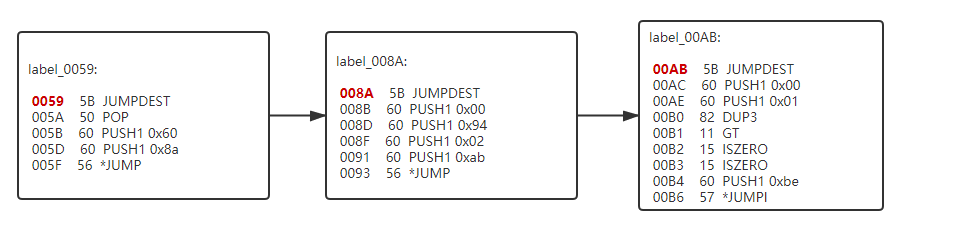 label_0059:
0059 5B JUMPDEST
005A 50 POP
005B 60 PUSH1 0x60
005D 60 PUSH1 0x8a
005F 56 *JUMP
label_008A:
008A 5B JUMPDEST
008B 60 PUSH1 0x00
008D 60 PUSH1 0x94
008F 60 PUSH1 0x02
0091 60 PUSH1 0xab
0093 56 *JUMP
label_00AB:
00AB 5B JUMPDEST
00AC 60 PUSH1 0x00
00AE 60 PUSH1 0x01
00B0 82 DUP3
00B1 11 GT
00B2 15 ISZERO
00B3 15 ISZERO
00B4 60 PUSH1 0xbe
00B6 57 *JUMPI